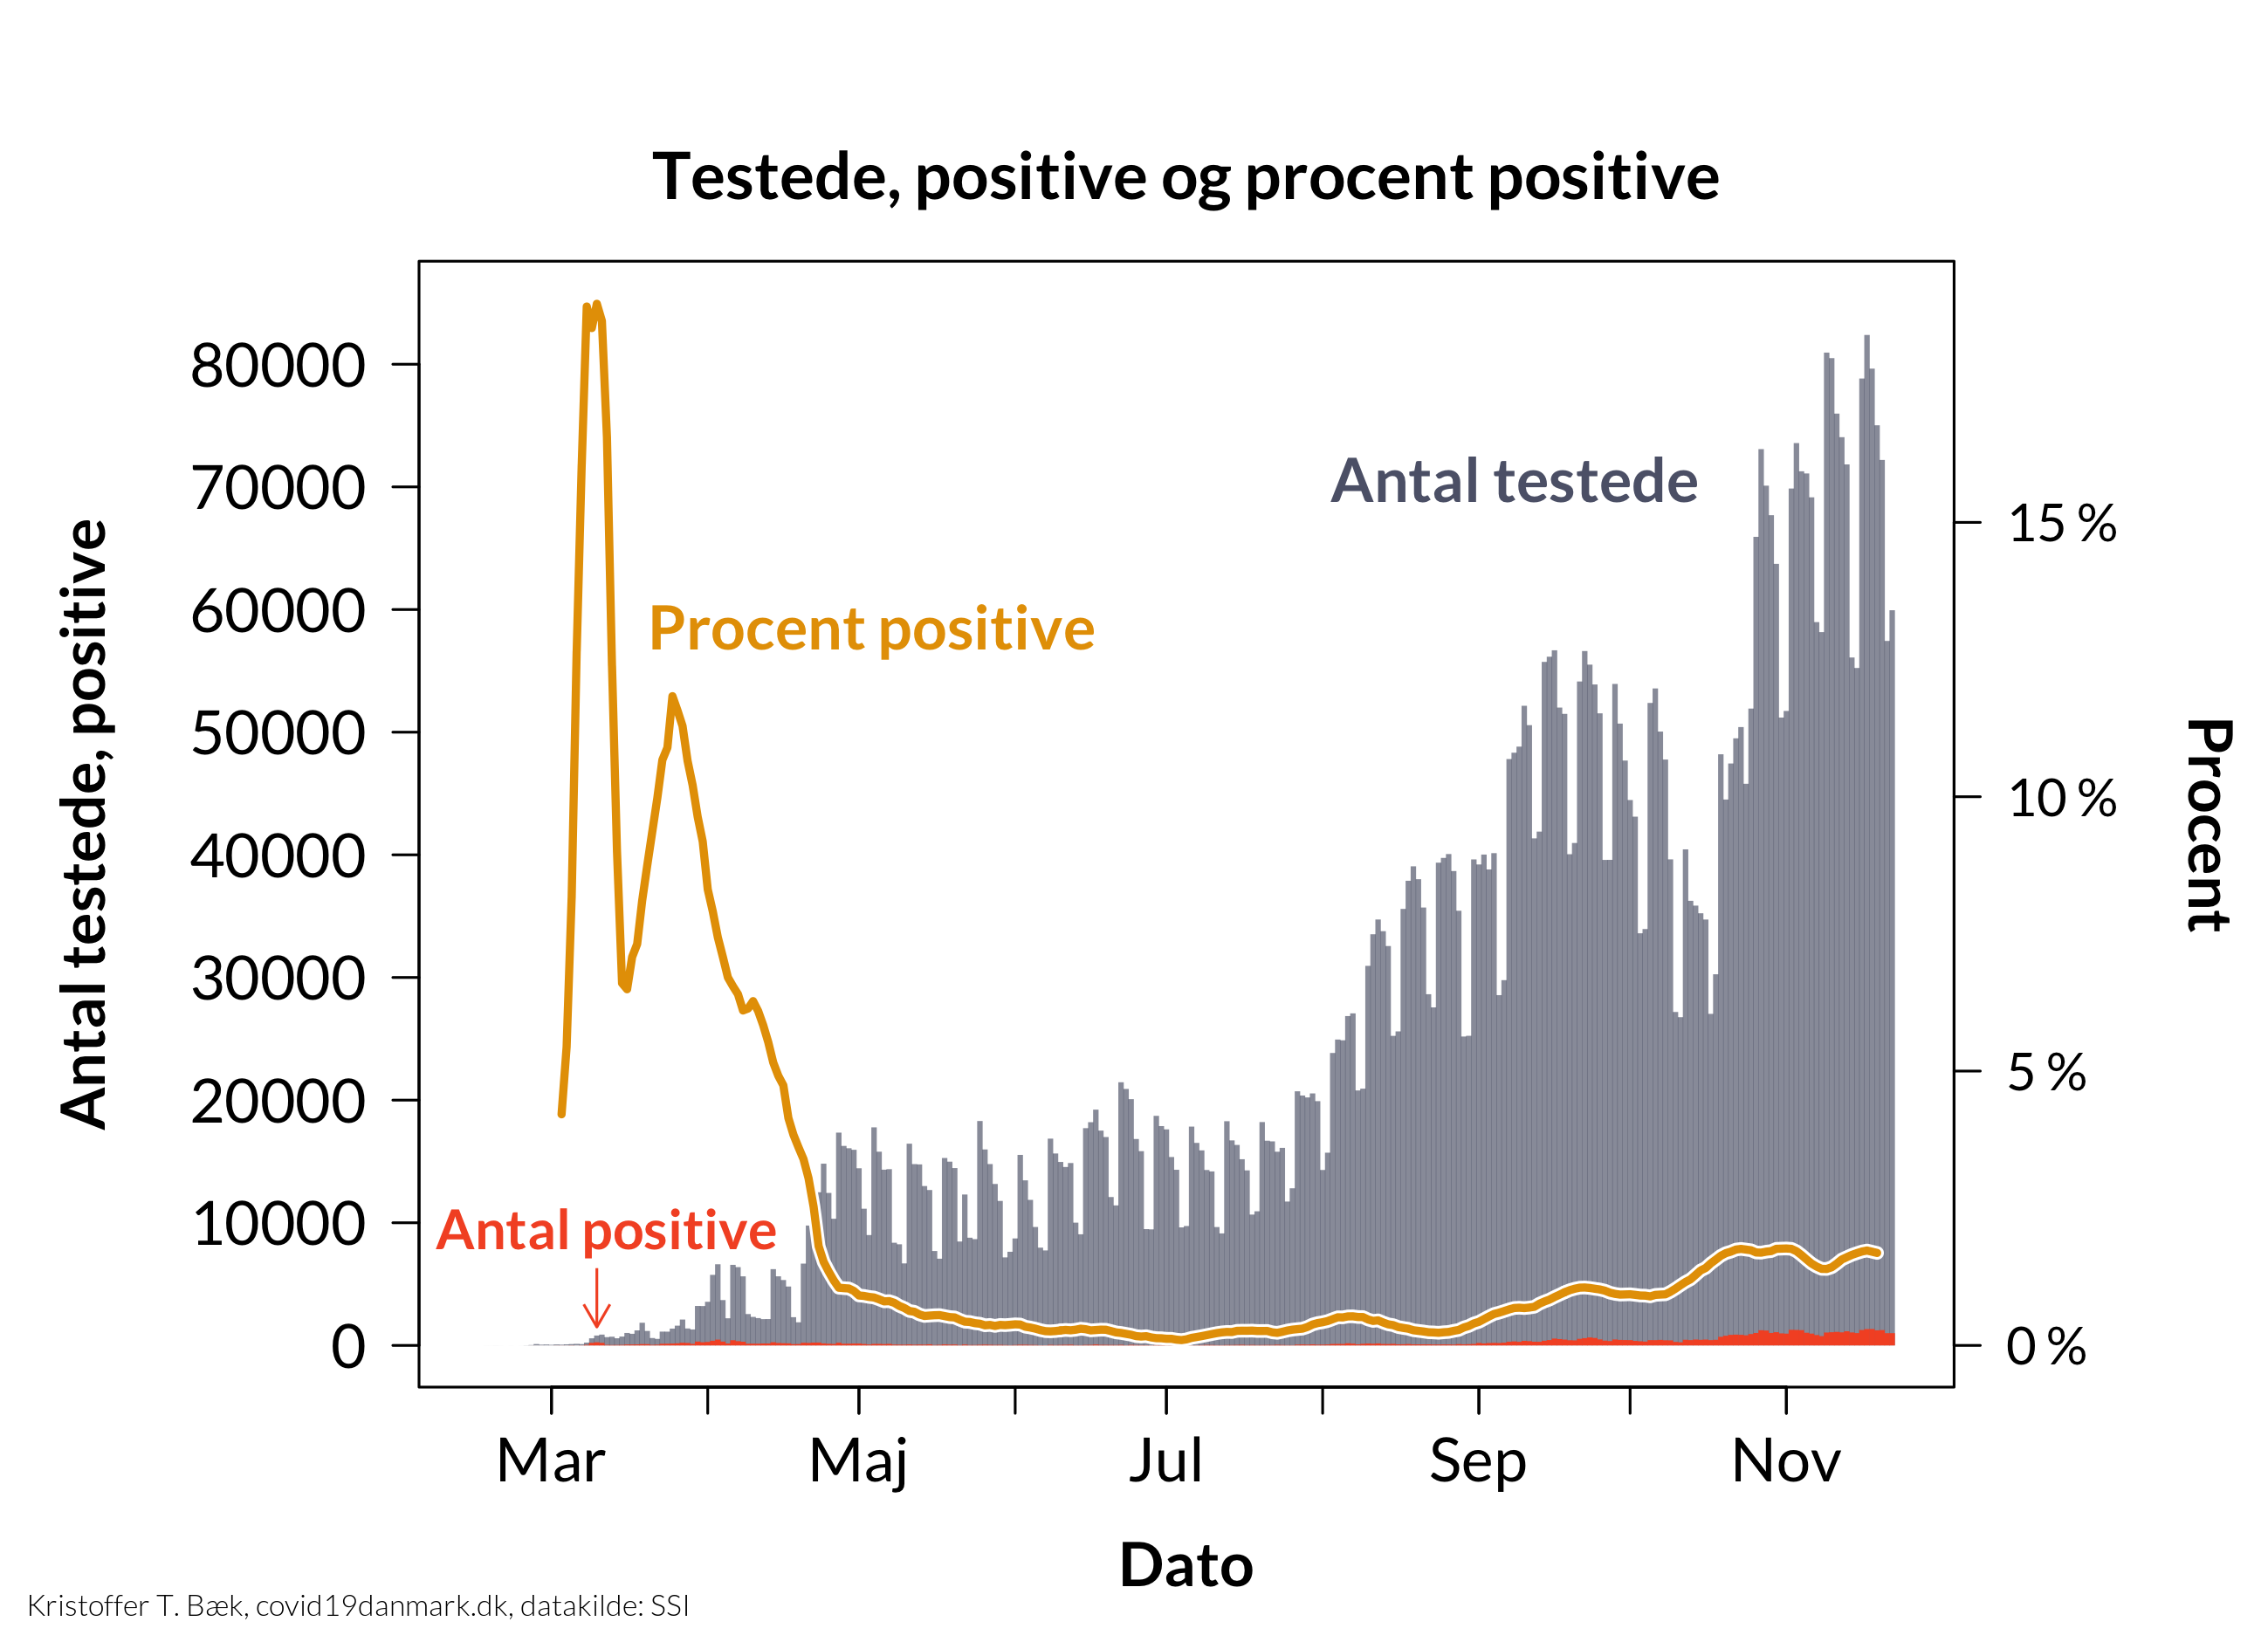 Testede, positive og procent positive
80000
70000
60000
50000
40000
30000
20000
10000
0
Antal testede, positive
Antal testede
Procent positive
Antal positive
15 %
10 %
5 %
0 %
Procent
Mar Maj Jul Sep Nov
Dato
Kristoffer T. Bæk, covid19danmark.dk, datakilde: SSI